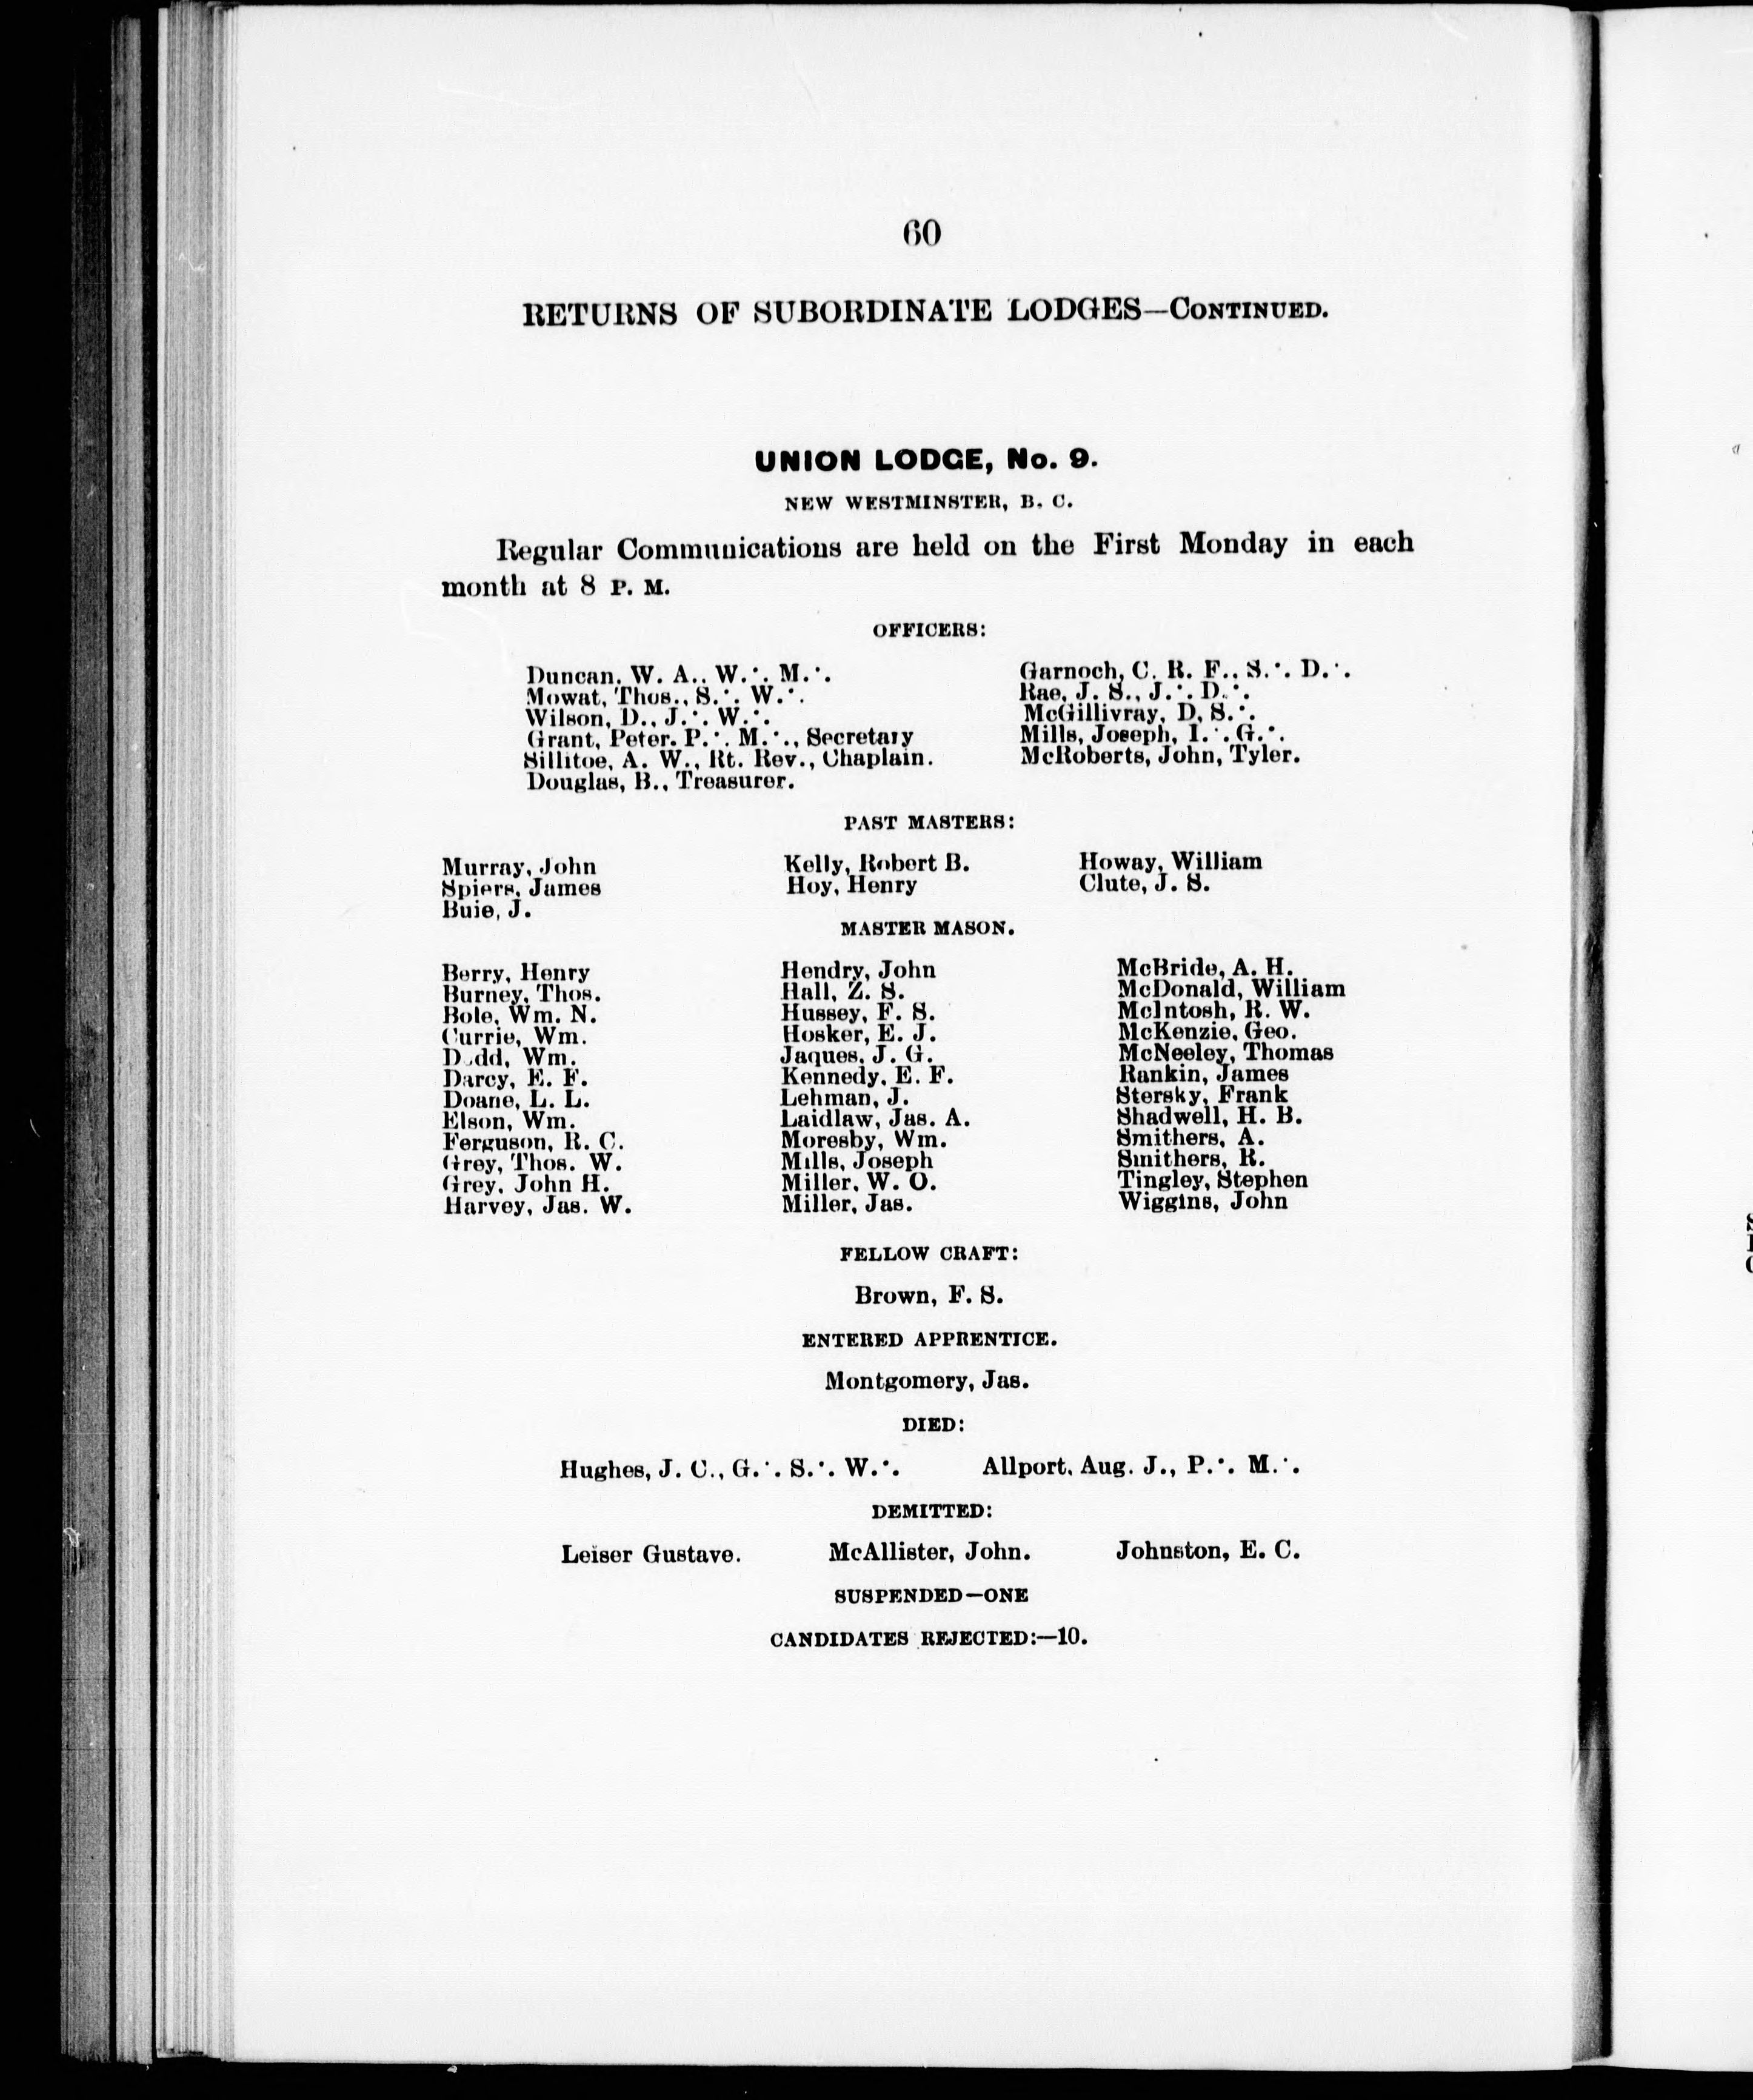 60
RETURNS OF SUBORDINATE LODGES—CONTINUED.
UNION LODGE, No. 9.
NEW WESTMINSTER, B. C.
Regular Communications are held on the First Monday in each
month at 8 P. M.
OFFICERS:
Duncan, W. A., W.∴ M.∴
Mowat, Thos., S.∴ W.∴
Wilson, D., J.∴ W.∴
Grant, Peter. P.∴ M.∴, Secretary
Sillitoe, A. W., Rt. Rev., Chaplain.
Douglas, B., Treasurer.
Garnoch, C. R. F., S.∴ D.∴
Rae, J. S., J.∴ D.∴
McGillivray, D, S.∴
Mills, Joseph, I.∴ G.∴
McRoberts, John, Tyler.
PAST MASTERS:
Murray, John
Spiers, James
Buie, J.
Kelly, Robert B.
Hoy, Henry
Howay, William
Clute, J. S.
MASTER MASON.
Berry, Henry
Burney, Thos.
Bole, Wm. N.
Currie, Wm.
Wm.
Darcy, E. F.
Doane, L. L.
Elson, Wm.
Ferguson, R. C.
Grey, Thos. W.
Grey, John H.
Harvey, Jas. W.
Hendry, John
Hall, Z. S.
Hussey, F. S.
Hosker, E. J.
Jaques, J. G.
Kennedy, E. F.
Lehman, J.
Laidlaw, Jas. A.
Moresby, Wm.
Mills, Joseph
Miller, W. O.
Miller, Jas.
McBride, A. H.
McDonald, William
McIntosh, R. W.
McKenzie, Geo.
McNeeley, Thomas
Rankin, James
Stersky, Frank
Shadwell, H. B.
Smithers, A.
Smithers, R.
Tingley, Stephen
Wiggins, John
FELLOW CRAFT:
Brown, F. S.
ENTERED APPRENTICE.
Montgomery, Jas.
DIED:
Hughes, J. C., G.∴ S.∴ W.∴ Allport, Aug. J., P.∴ M.∴
DEMITTED:
Leiser Gustave. McAllister, John. Johnston, E. C.
SUSPENDED—ONE
CANDIDATES REJECTED:—10.